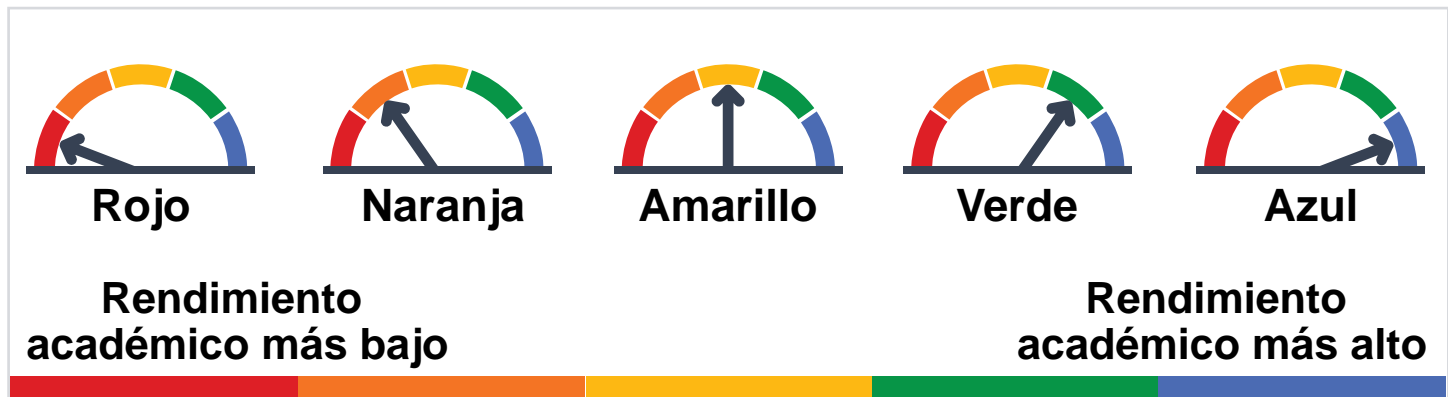 Rojo
Naranja
Amarillo
Verde
Azul
Rendimiento
académico más bajo
Rendimiento
académico más alto